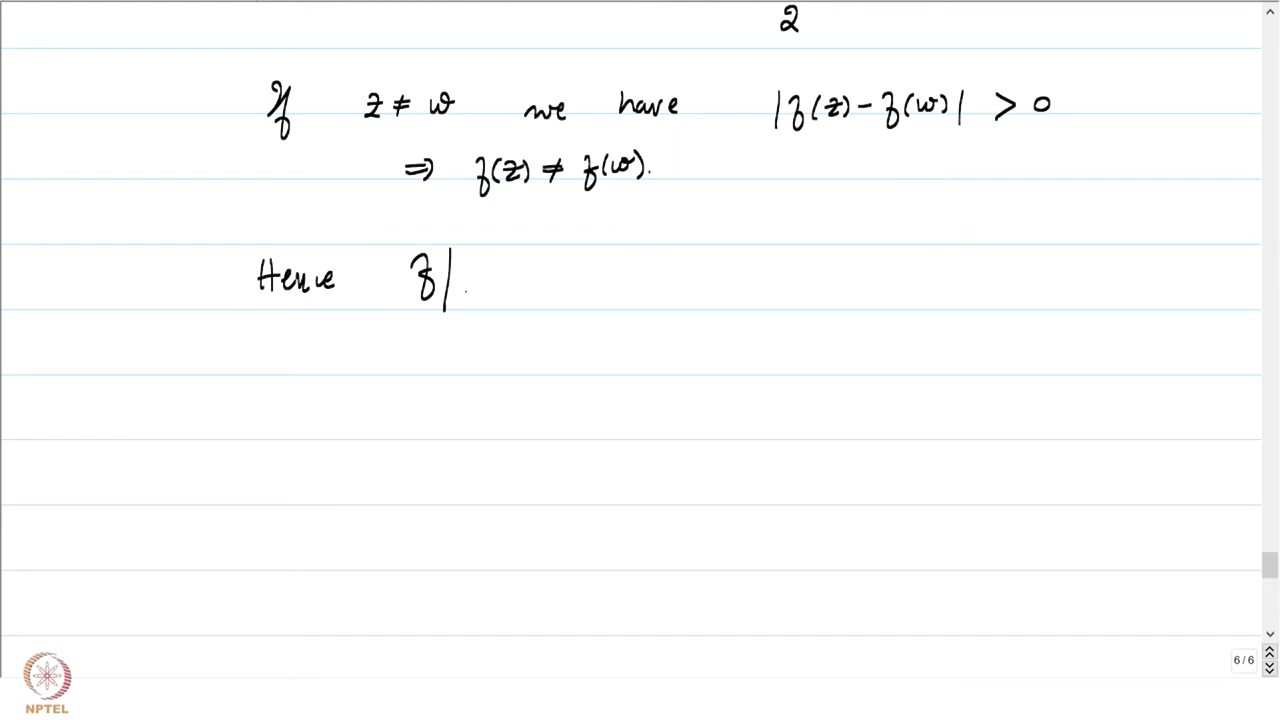 2
If z ≠ w we have |f(z) - f(w)| > 0
⇒ f(z) ≠ f(w).
Hence f|
6 / 6
NPTEL